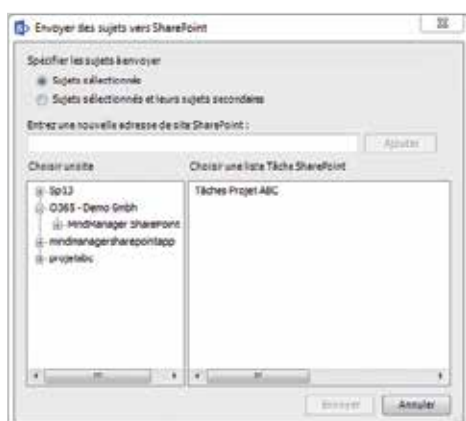 Envoyer des sujets vers SharePoint
Spécifier les sujets à envoyer
Sujets sélectionnés
Sujets sélectionnés et leurs sujets secondaires
Entrez une nouvelle adresse de site SharePoint :
Ajouter
Choisir un site
Choisir une liste Tâche SharePoint
Sp13
O365 - Demo Gmbh
MindManager SharePoint
mindmanagersharepointapp
projetabc
Tâches Projet ABC
Envoyer
Annuler